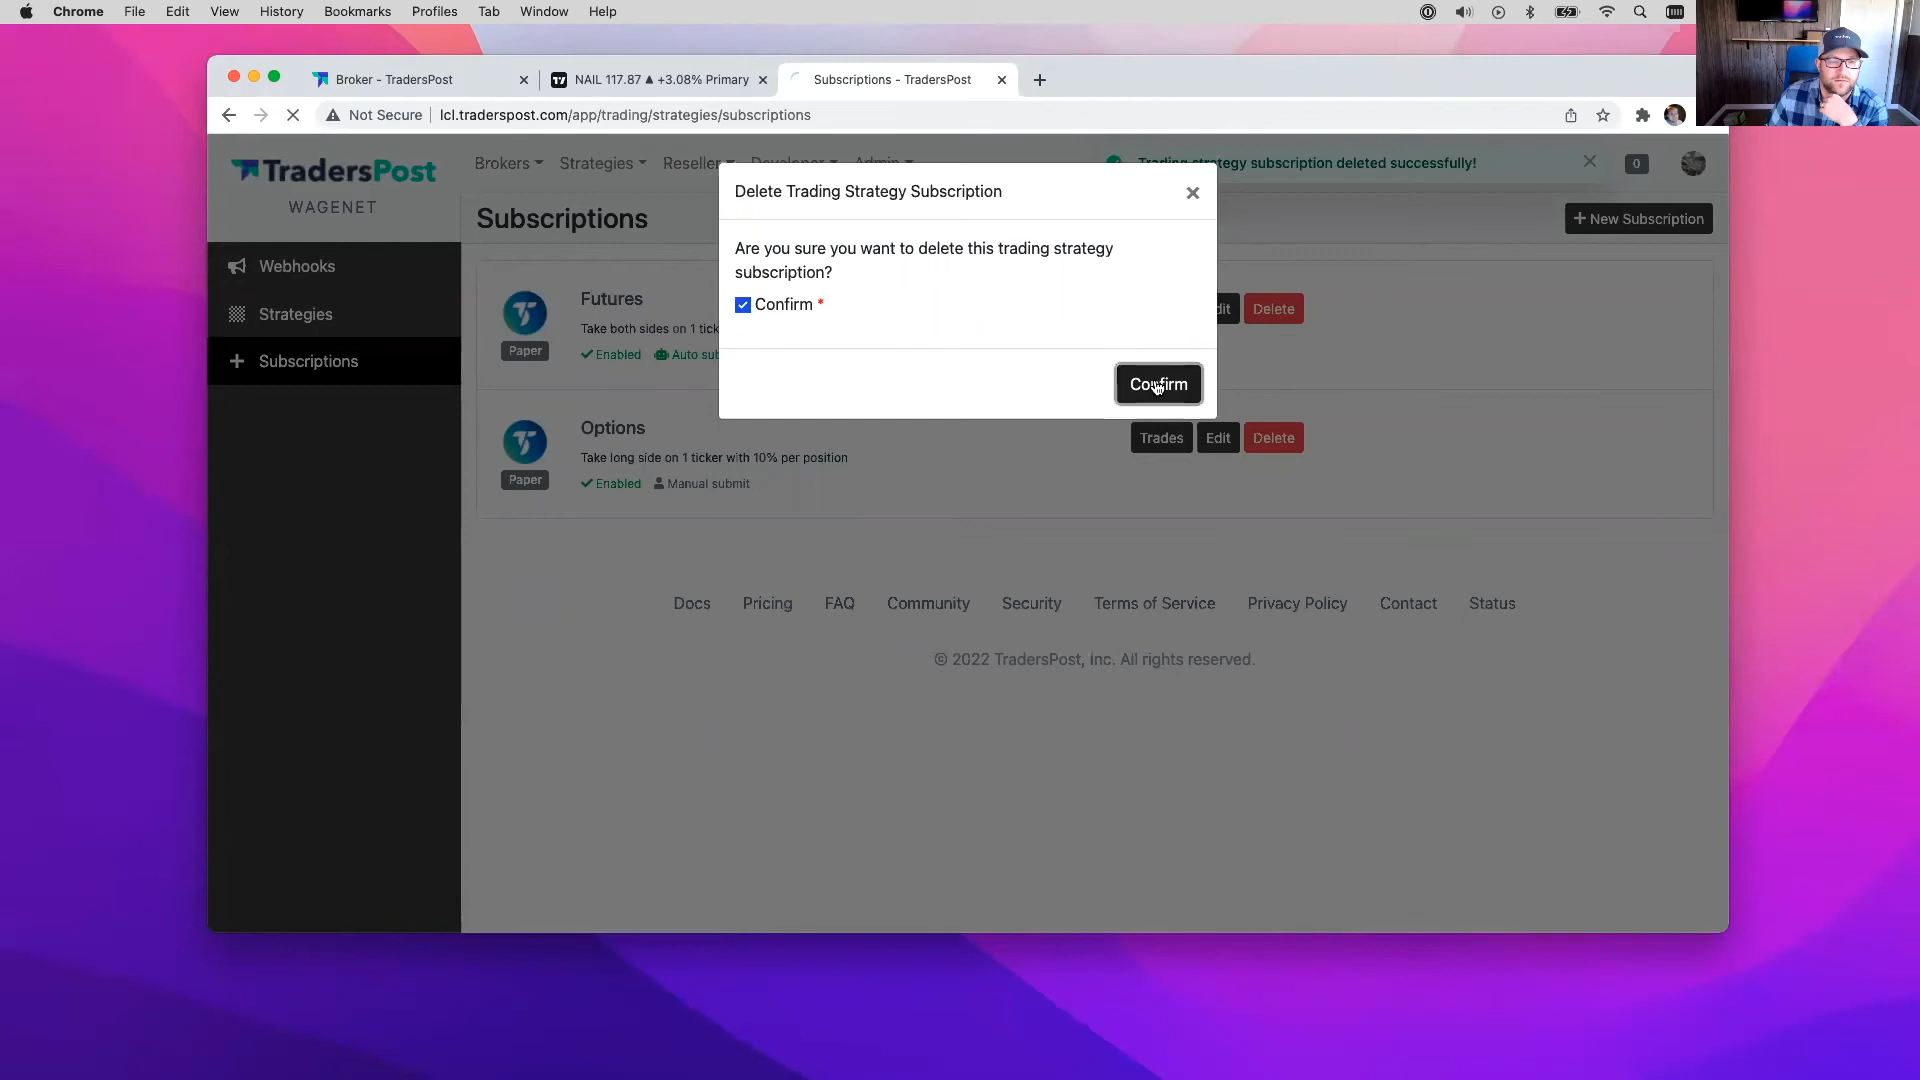 Chrome File Edit View History Bookmarks Profiles Tab Window Help
Broker - TradersPost
NAIL 117.87 ▲ +3.08% Primary
Subscriptions - TradersPost
Not Secure lcl.traderspost.com/app/trading/strategies/subscriptions
TradersPost
WAGENET
Brokers Strategies Reseller
Trading strategy subscription deleted successfully!
0
Delete Trading Strategy Subscription
Are you sure you want to delete this trading strategy
subscription?
Confirm *
Confirm
Subscriptions
+ New Subscription
Webhooks
Strategies
Subscriptions
Futures
Take both sides on 1 tick
Enabled Auto sub
Paper
dit Delete
Options
Take long side on 1 ticker with 10% per position
Enabled Manual submit
Paper
Trades Edit Delete
Docs Pricing FAQ Community Security Terms of Service Privacy Policy Contact Status
© 2022 TradersPost, Inc. All rights reserved.